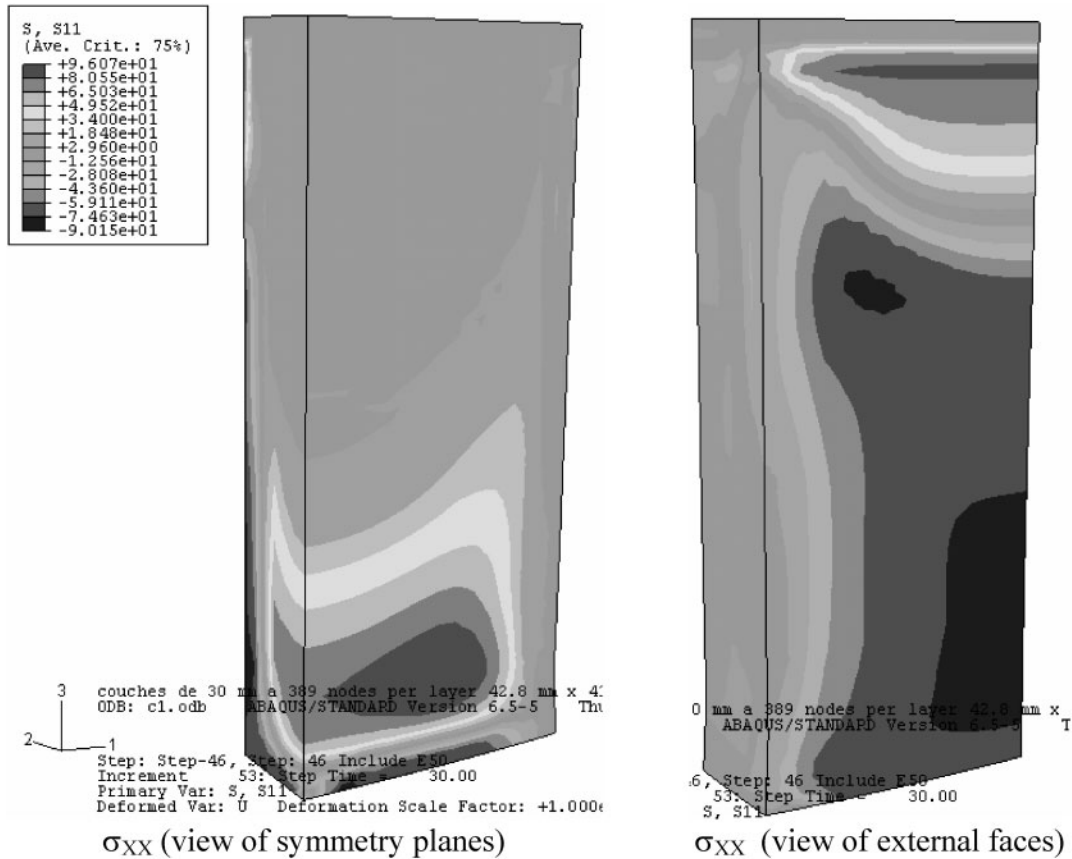 S, S11
(Ave. Crit.: 75%)
+9.607e+01
+8.055e+01
+6.503e+01
+4.952e+01
+3.400e+01
+1.848e+01
+2.960e+00
-1.256e+01
-2.808e+01
-4.360e+01
-5.911e+01
-7.463e+01
-9.015e+01
3
2
1
couches de 30 mm a 389 nodes per layer 42.8 mm x
ODB: c1.odb ABAQUS/STANDARD Version 6.5-5 Thu
Step: Step-46, Step: 46 Include E50
Increment 53: Step Time = 30.00
Primary Var: S, S11
Deformed Var: U Deformation Scale Factor: +1.000e
σXX (view of symmetry planes)
0 mm a 389 nodes per layer 42.8 mm x
ABAQUS/STANDARD Version 6.5-5 T
6, Step: 46 Include E50
53: Step Time = 30.00
S, S11
σXX (view of external faces)